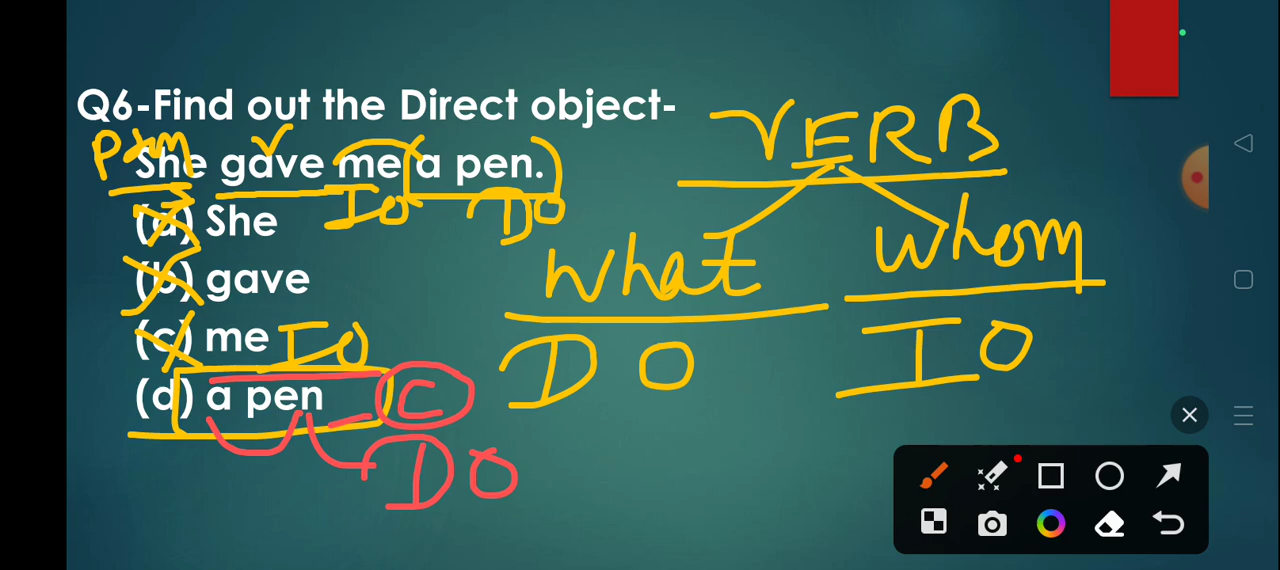 Q6-Find out the Direct object-
VERB
V
She gave me a pen.
IO DO
(a) She
What Whom
(b) gave
(c) me IO
DO IO
(d) a pen C
DO